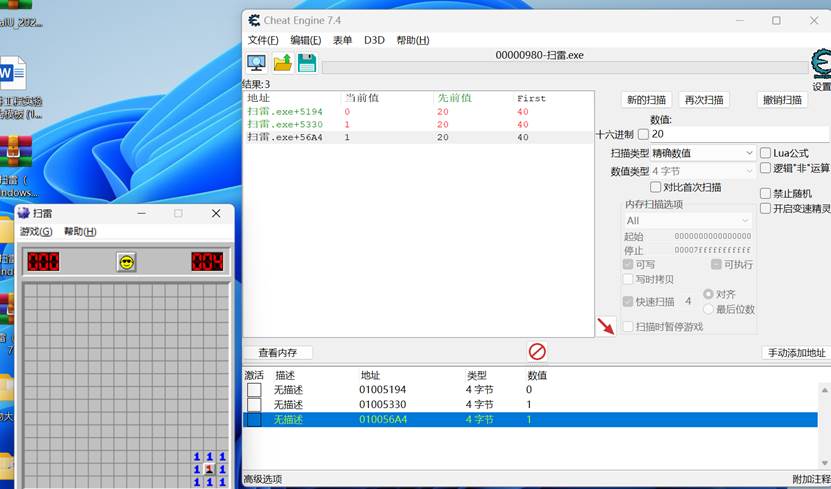 Cheat Engine 7.4
文件(F) 编辑(E) 表单 D3D 帮助(H)
00000980-扫雷.exe
设置
结果:3
地址 当前值 先前值 First
扫雷.exe+5194 0 20 40
扫雷.exe+5330 1 20 40
扫雷.exe+56A4 1 20 40
新的扫描 再次扫描 撤销扫描
数值:
十六进制 20
扫描类型 精确数值
数值类型 4 字节
对比首次扫描
Lua公式
逻辑"非"运算
禁止随机
开启变速精灵
内存扫描选项
All
起始 0000000000000000
停止 00007fffffffffff
可写 可执行
写时拷贝
快速扫描 4 对齐
最后位数
扫描时暂停游戏
查看内存
手动添加地址
激活 描述 地址 类型 数值
无描述 01005194 4 字节 0
无描述 01005330 4 字节 1
无描述 010056A4 4 字节 1
高级选项
附加注释
扫雷
游戏(G) 帮助(H)
000 004
1 1 1
1 1 1
1 1 1